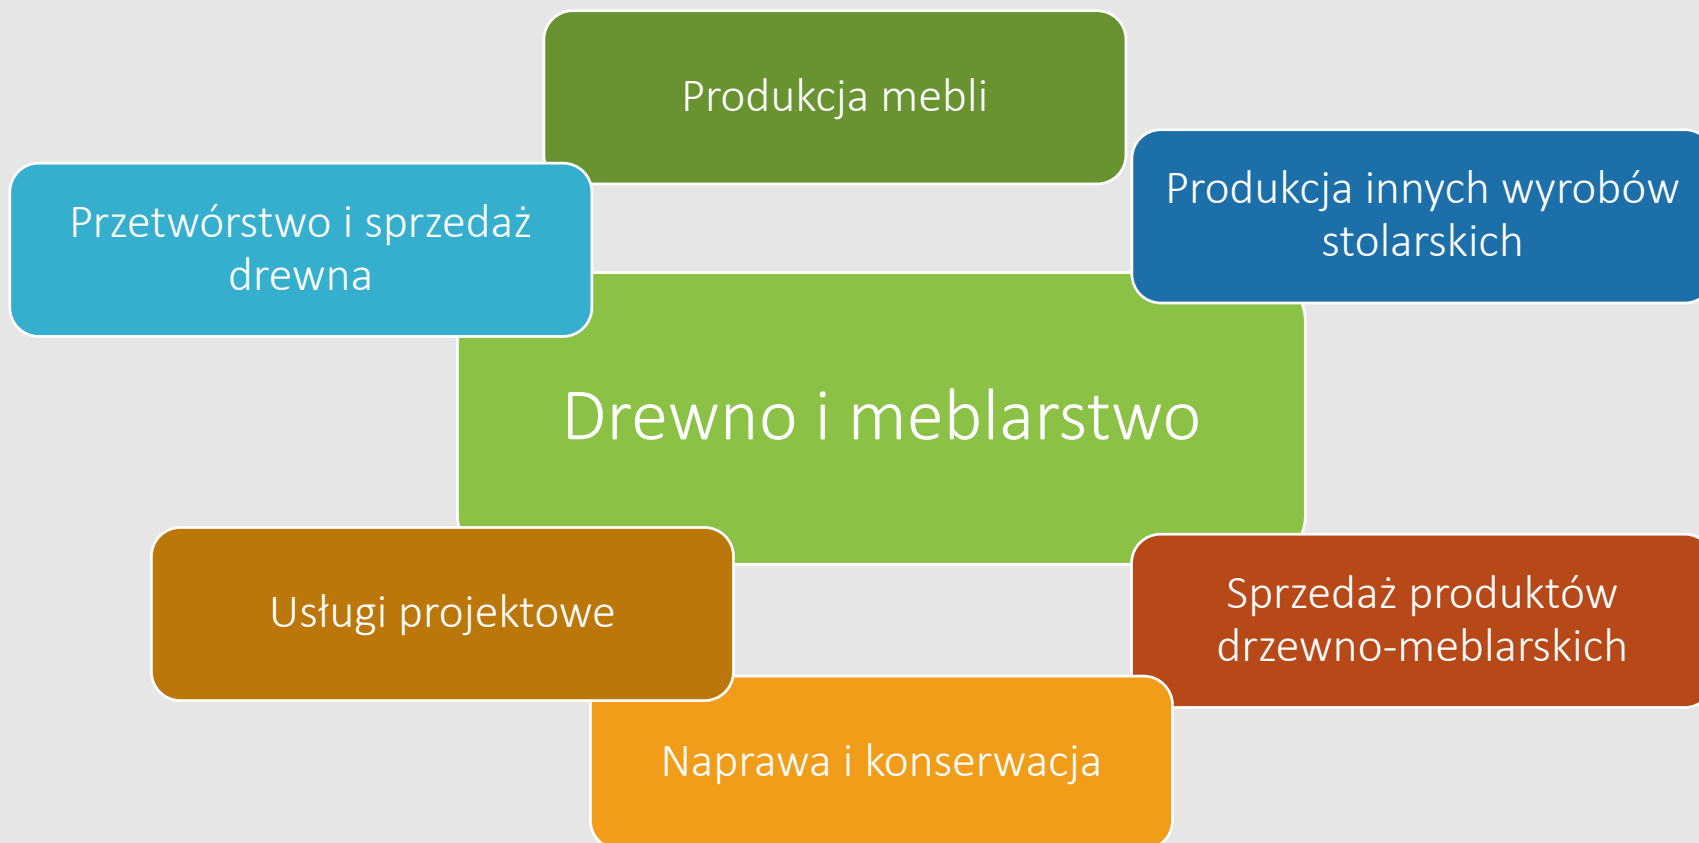 Produkcja mebli
Produkcja innych wyrobów
stolarskich
Przetwórstwo i sprzedaż
drewna
Drewno i meblarstwo
Usługi projektowe
Sprzedaż produktów
drzewno-meblarskich
Naprawa i konserwacja